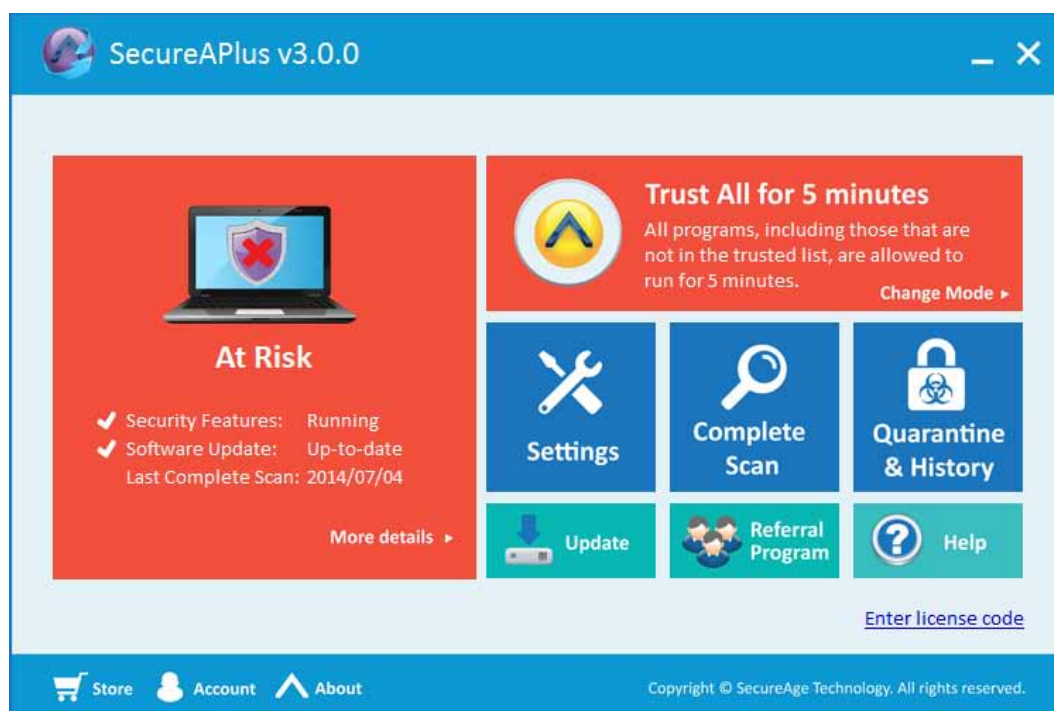 SecureAPlus v3.0.0
At Risk
Security Features: Running
Software Update: Up-to-date
Last Complete Scan: 2014/07/04
More details
Trust All for 5 minutes
All programs, including those that are
not in the trusted list, are allowed to
run for 5 minutes.
Change Mode
Settings
Complete
Scan
Quarantine
& History
Update
Referral
Program
Help
Enter license code
Store
Account
About
Copyright © SecureAge Technology. All rights reserved.